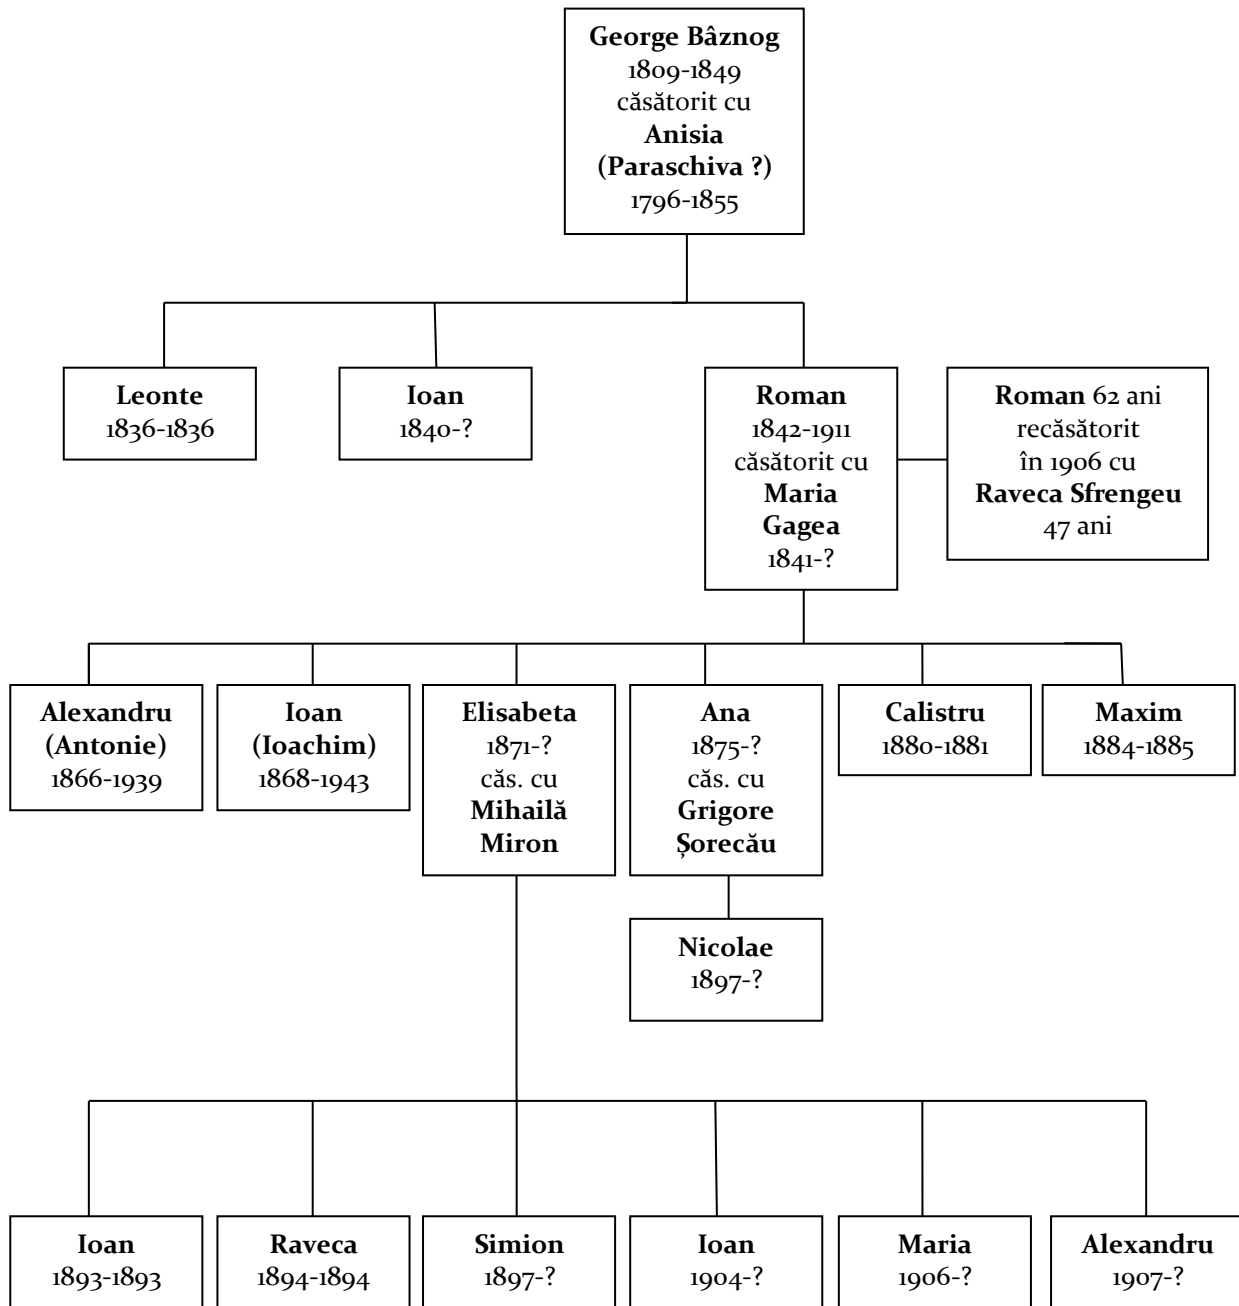 George Bâznog
1809-1849
căsătorit cu
Anisia
(Paraschiva ?)
1796-1855
Leonte
1836-1836
Ioan
1840-?
Roman
1842-1911
căsătorit cu
Maria
Gagea
1841-?
Roman 62 ani
recăsătorit
în 1906 cu
Raveca Sfrengeu
47 ani
Alexandru
(Antonie)
1866-1939
Ioan
(Ioachim)
1868-1943
Elisabeta
1871-?
căs. cu
Mihailă
Miron
Ana
1875-?
căs. cu
Grigore
Șorecău
Calistru
1880-1881
Maxim
1884-1885
Nicolae
1897-?
Ioan
1893-1893
Raveca
1894-1894
Simion
1897-?
Ioan
1904-?
Maria
1906-?
Alexandru
1907-?